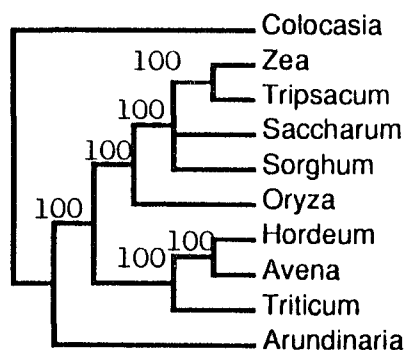 Colocasia
100 Zea
Tripsacum
100
Saccharum
100
Sorghum
100 Oryza
100 Hordeum
100
Avena
Triticum
Arundinaria